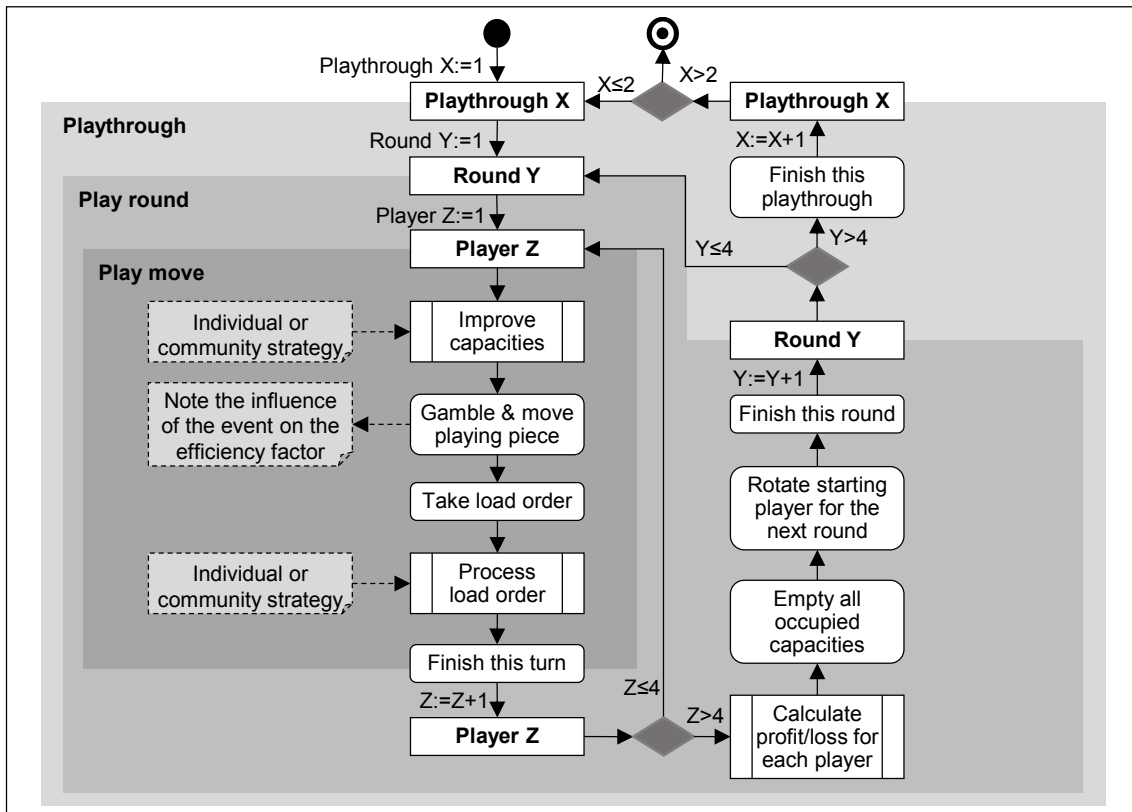 Playthrough X:=1
X≤2
X>2
Playthrough X
Playthrough X
Playthrough
Round Y:=1
X:=X+1
Round Y
Finish this
playthrough
Play round
Player Z:=1
Y≤4
Y>4
Player Z
Play move
Individual or
community strategy
Improve
capacities
Round Y
Y:=Y+1
Note the influence
of the event on the
efficiency factor
Gamble & move
playing piece
Finish this round
Take load order
Rotate starting
player for the
next round
Individual or
community strategy
Process
load order
Empty all
occupied
capacities
Finish this turn
Z:=Z+1
Z≤4
Z>4
Player Z
Calculate
profit/loss for
each player